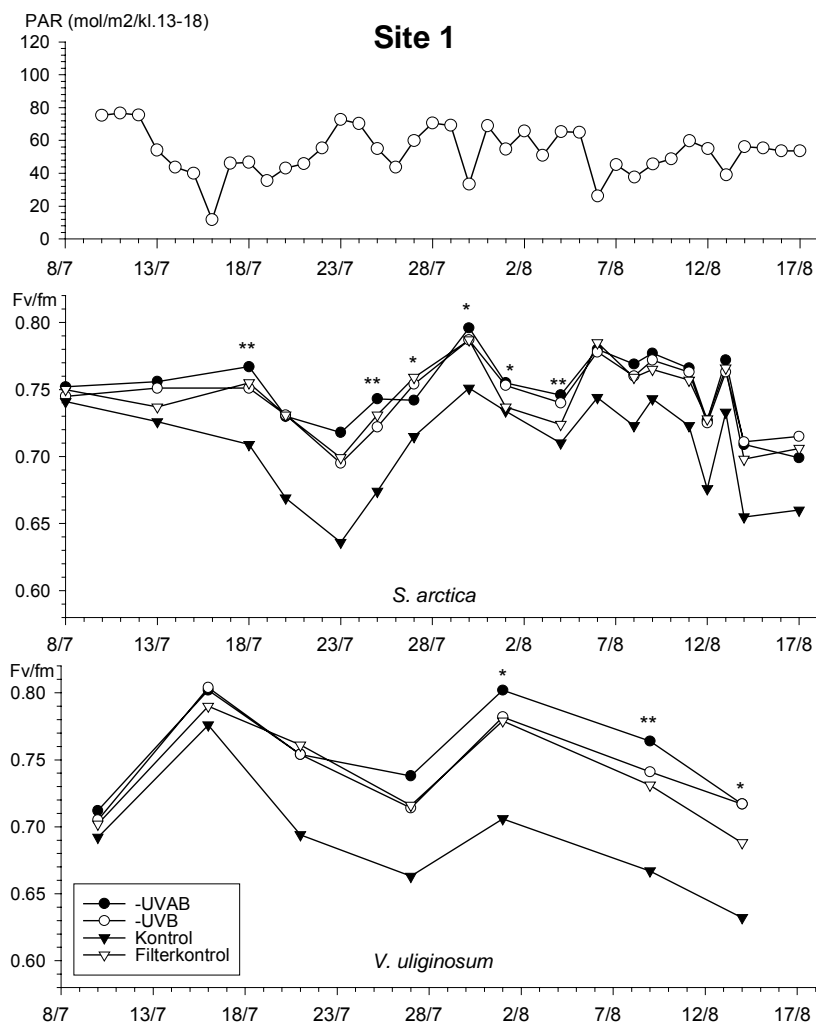 PAR (mol/m2/kl.13-18)
Site 1
120
100
80
60
40
20
0
8/7 13/7 18/7 23/7 28/7 2/8 7/8 12/8 17/8
Fv/fm
0.80
0.75
0.70
0.65
0.60
** ** * * * **
S. arctica
8/7 13/7 18/7 23/7 28/7 2/8 7/8 12/8 17/8
Fv/fm
0.80
0.75
0.70
0.65
0.60
* ** *
-UVAB
-UVB
Kontrol
Filterkontrol
V. uliginosum
8/7 13/7 18/7 23/7 28/7 2/8 7/8 12/8 17/8